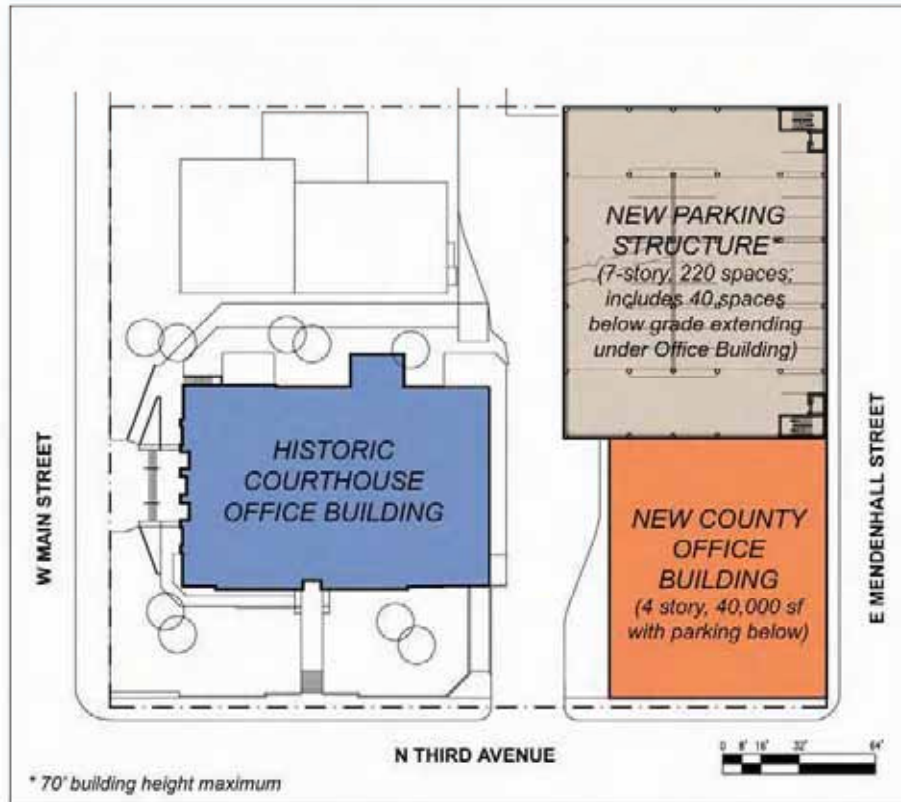 NEW PARKING
STRUCTURE*
(7-story, 220 spaces;
includes 40 spaces
below grade extending
under Office Building)
HISTORIC
COURTHOUSE
OFFICE BUILDING
W MAIN STREET
E MENDENHALL STREET
NEW COUNTY
OFFICE
BUILDING
(4 story, 40,000 sf
with parking below)
N THIRD AVENUE
0 8' 16' 32' 64'
* 70' building height maximum